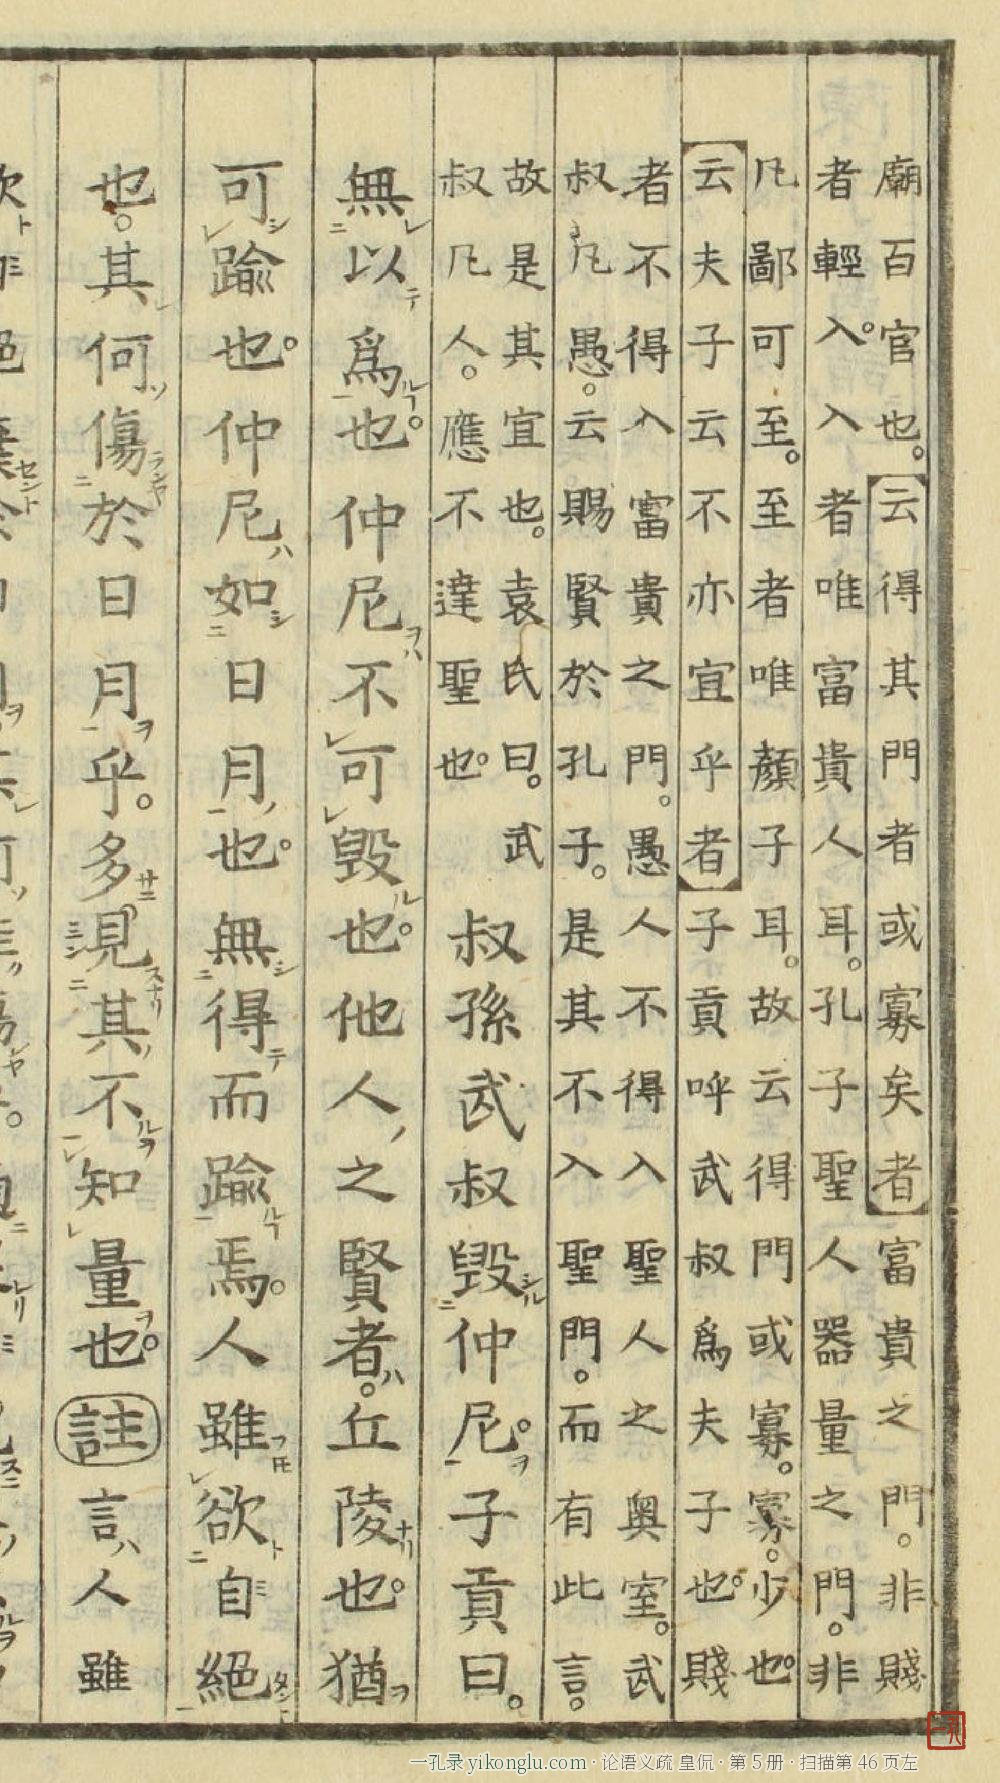 廟百官也。云得其門者或寡矣者富貴之門。非賤
者輕入。入者唯富貴人耳。孔子聖人器量之門。非
凡鄙可至。至者唯顏子耳。故云得門或寡。寡。少也。
云夫子云不亦宜乎者子貢呼武叔爲夫子也。賤
者不得入富貴之門。愚人不得入聖人之奧室。武
叔凡愚。云賜賢於孔子。是其不入聖門。而有此言。
故是其宜也。袁氏曰。武
叔凡人。應不達聖也。
叔孫武叔毀仲尼。子貢曰。
無以爲也。仲尼不可毀也。他人之賢者。丘陵也。猶
可踰也。仲尼如日月也。無得而踰焉。人雖欲自絕
也。其何傷於日月乎。多見其不知量也。註言人雖
一孔录 yikonglu.com · 论语义疏 皇侃 · 第 5 册 · 扫描第 46 页左